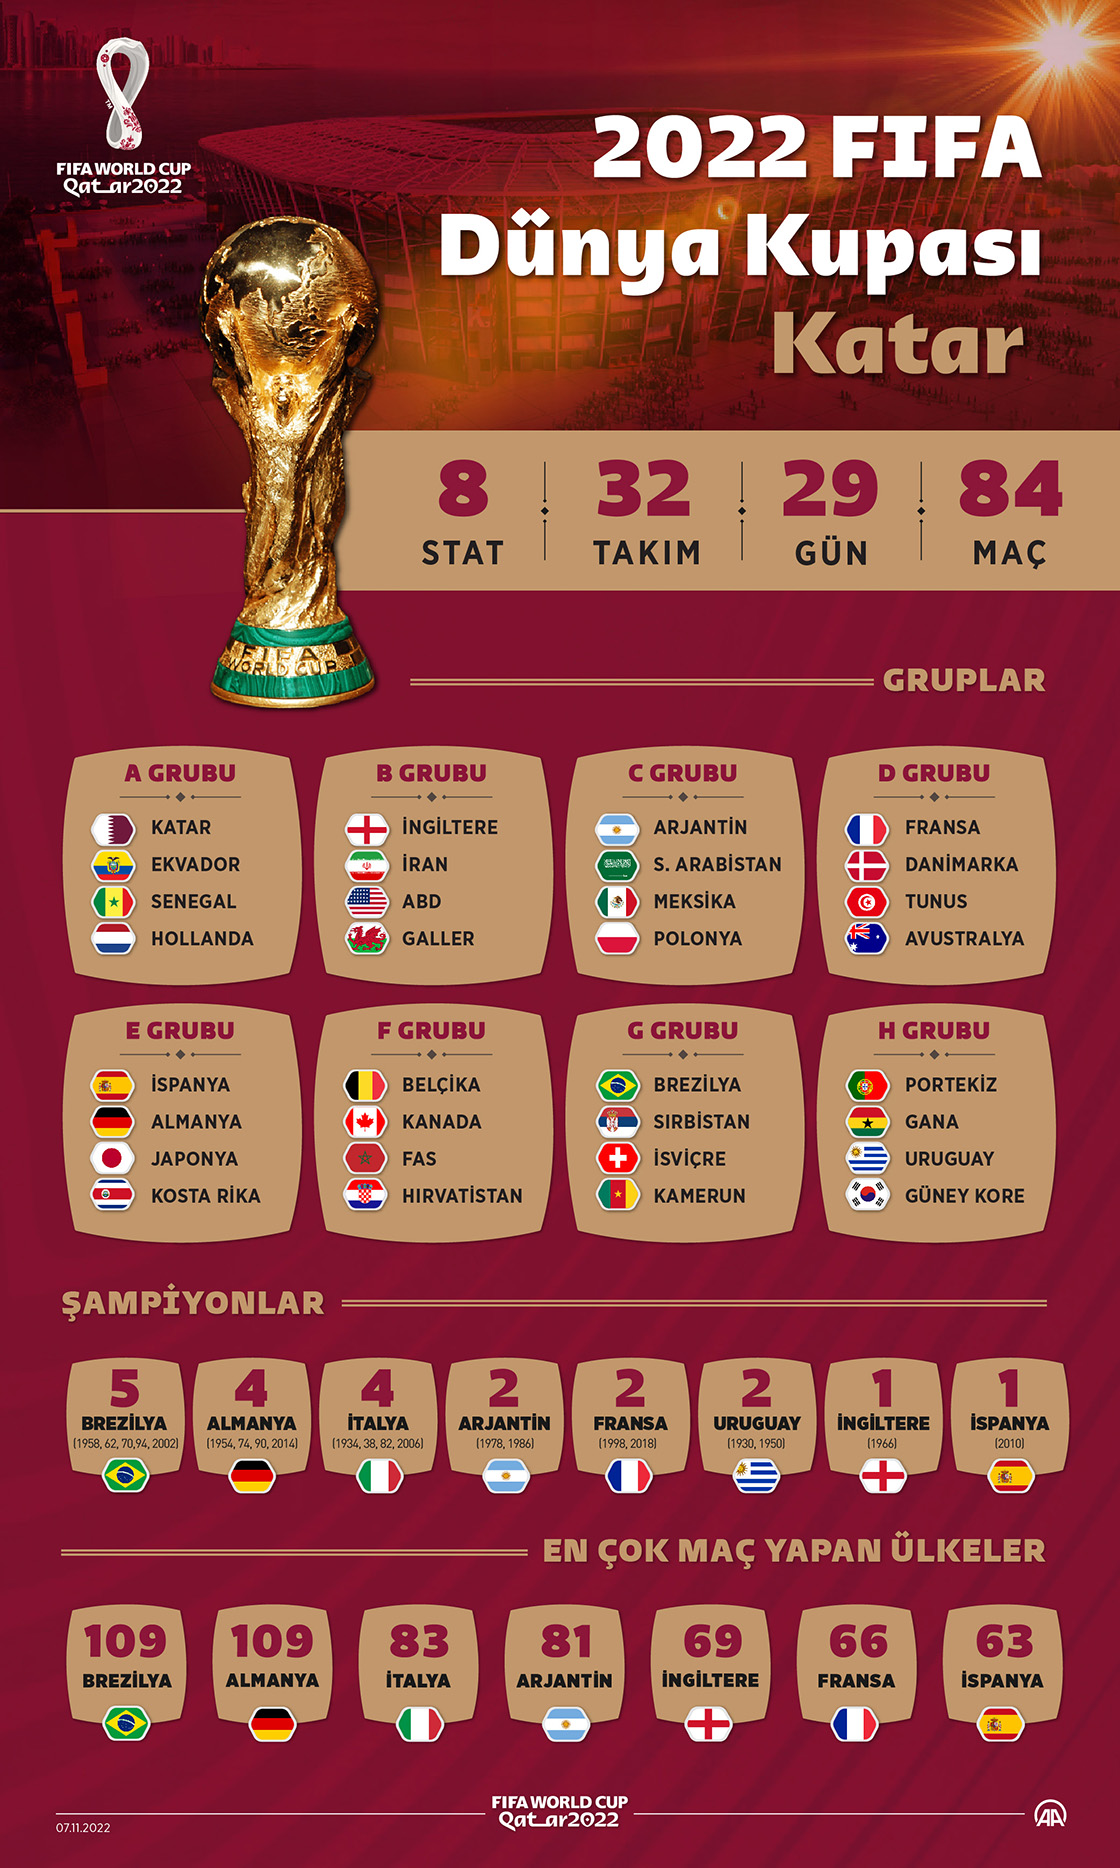 FIFA WORLD CUP
Qatar2022
2022 FIFA
Dünya Kupası
Katar
8
STAT
32
TAKIM
29
GÜN
84
MAÇ
FIFA
WORLD CUP
GRUPLAR
A GRUBU
KATAR
EKVADOR
SENEGAL
HOLLANDA
B GRUBU
İNGİLTERE
İRAN
ABD
GALLER
C GRUBU
ARJANTİN
S. ARABİSTAN
MEKSİKA
POLONYA
D GRUBU
FRANSA
DANİMARKA
TUNUS
AVUSTRALYA
E GRUBU
İSPANYA
ALMANYA
JAPONYA
KOSTA RİKA
F GRUBU
BELÇİKA
KANADA
FAS
HIRVATİSTAN
G GRUBU
BREZİLYA
SIRBİSTAN
İSVİÇRE
KAMERUN
H GRUBU
PORTEKİZ
GANA
URUGUAY
GÜNEY KORE
ŞAMPİYONLAR
5
BREZİLYA
(1958, 62, 70,94, 2002)
4
ALMANYA
(1954, 74, 90, 2014)
4
İTALYA
(1934, 38, 82, 2006)
2
ARJANTİN
(1978, 1986)
2
FRANSA
(1998, 2018)
2
URUGUAY
(1930, 1950)
1
İNGİLTERE
(1966)
1
İSPANYA
(2010)
EN ÇOK MAÇ YAPAN ÜLKELER
109
BREZİLYA
109
ALMANYA
83
İTALYA
81
ARJANTİN
69
İNGİLTERE
66
FRANSA
63
İSPANYA
07.11.2022
FIFA WORLD CUP
Qatar2022
AA